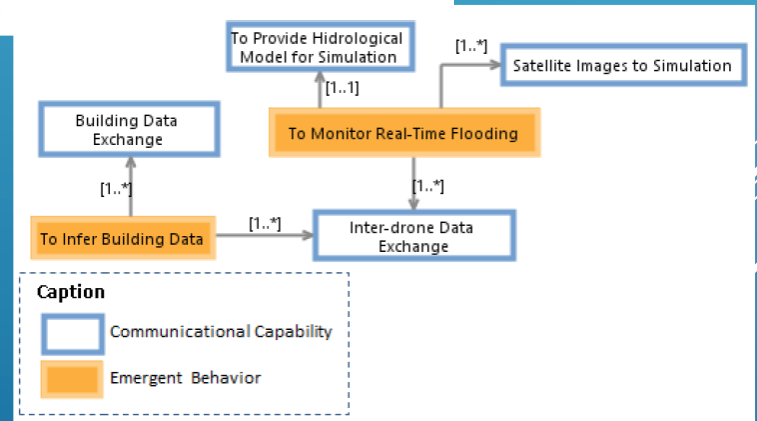 To Provide Hidrological
Model for Simulation
[1..*]
Satellite Images to Simulation
[1..1]
Building Data
Exchange
To Monitor Real-Time Flooding
[1..*]
[1..*]
To Infer Building Data
[1..*]
Inter-drone Data
Exchange
Caption
Communicational Capability
Emergent Behavior